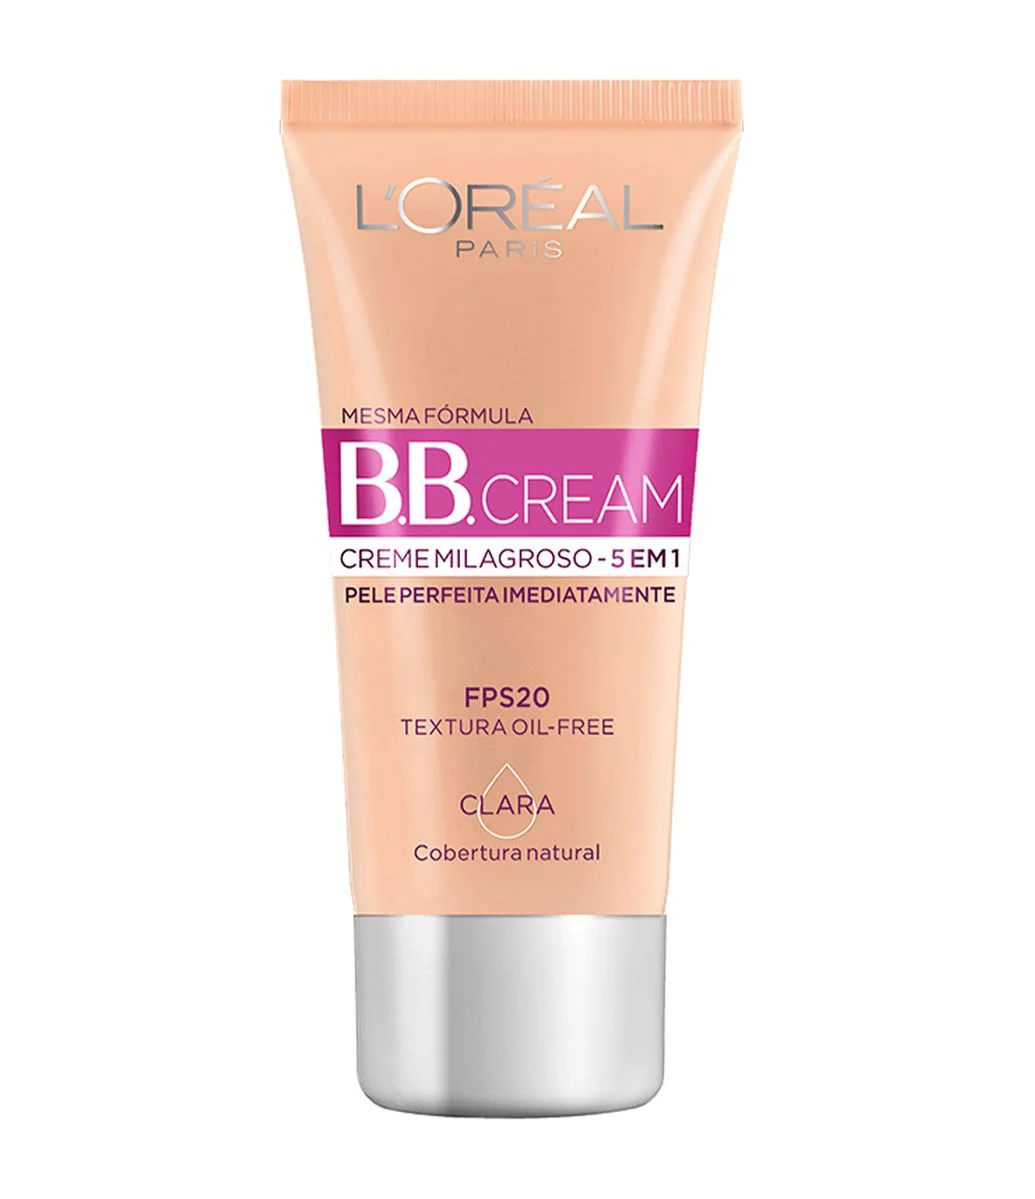 L'ORÉAL
PARIS
MESMA FÓRMULA
B.B. CREAM
CREME MILAGROSO - 5 EM 1
PELE PERFEITA IMEDIATAMENTE
FPS20
TEXTURA OIL-FREE
CLARA
Cobertura natural